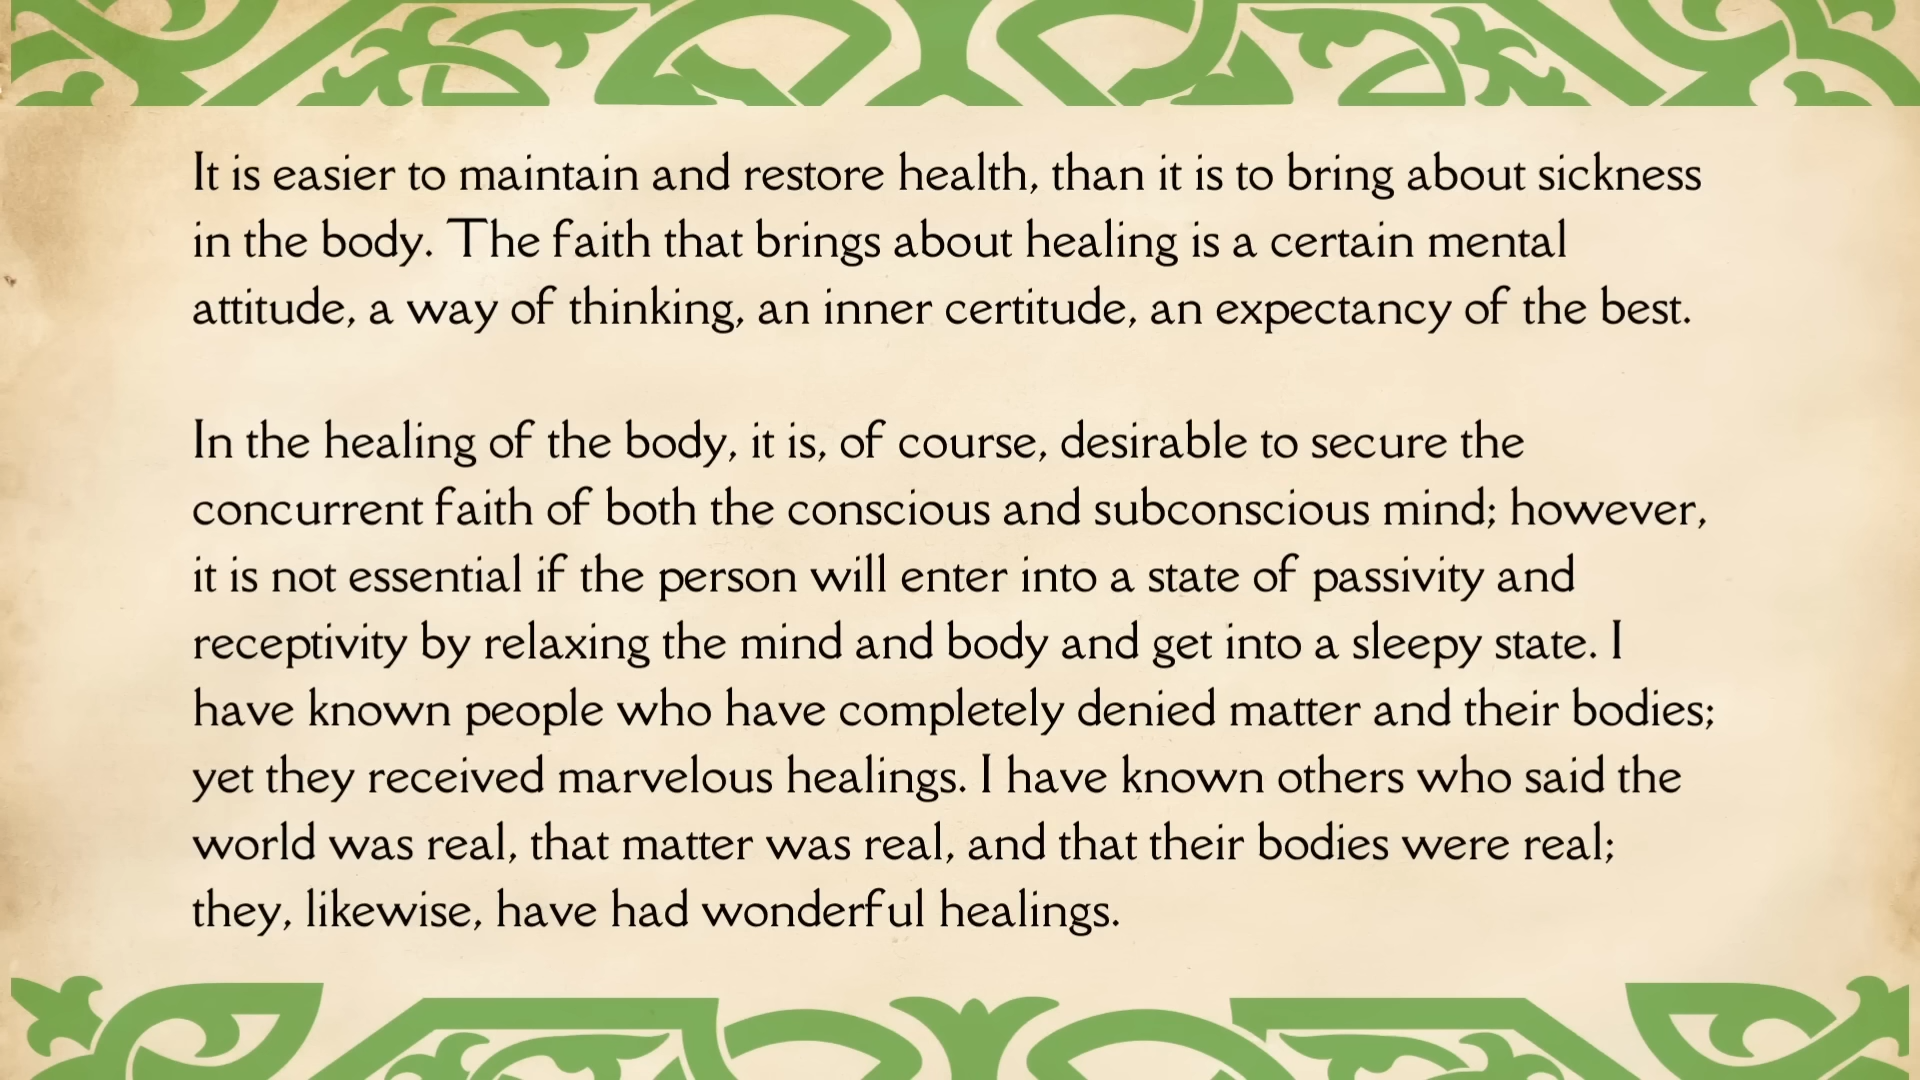 It is easier to maintain and restore health, than it is to bring about sickness
in the body. The faith that brings about healing is a certain mental
attitude, a way of thinking, an inner certitude, an expectancy of the best.
In the healing of the body, it is, of course, desirable to secure the
concurrent faith of both the conscious and subconscious mind; however,
it is not essential if the person will enter into a state of passivity and
receptivity by relaxing the mind and body and get into a sleepy state. I
have known people who have completely denied matter and their bodies;
yet they received marvelous healings. I have known others who said the
world was real, that matter was real, and that their bodies were real;
they, likewise, have had wonderful healings.